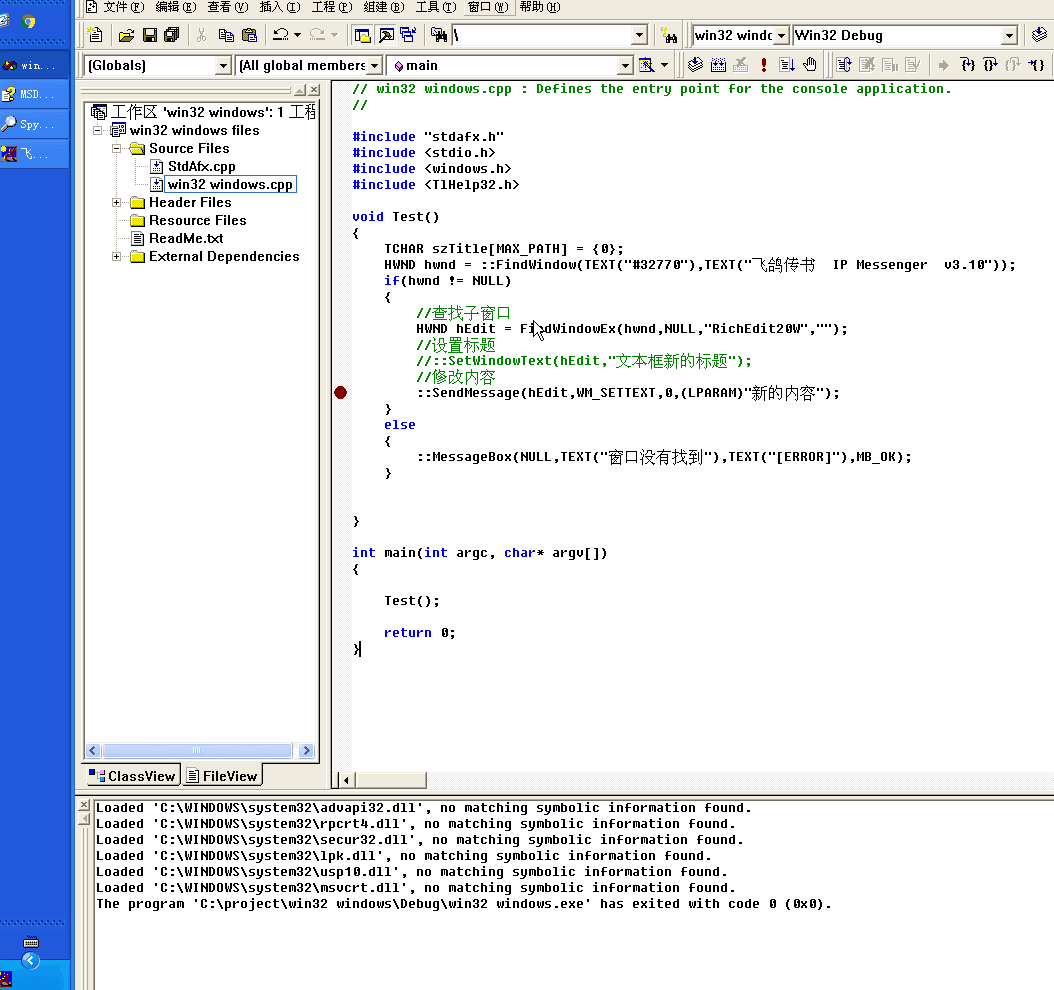 文件(F) 编辑(E) 查看(V) 插入(I) 工程(P) 组建(B) 工具(T) 窗口(W) 帮助(H)
\ win32 windc Win32 Debug
(Globals) (All global members main
win...
MSD...
Spy...
飞...
工作区 'win32 windows': 1 工程
win32 windows files
Source Files
StdAfx.cpp
win32 windows.cpp
Header Files
Resource Files
ReadMe.txt
External Dependencies
ClassView FileView
// win32 windows.cpp : Defines the entry point for the console application.
//
#include "stdafx.h"
#include <stdio.h>
#include <windows.h>
#include <TlHelp32.h>
void Test()
{
TCHAR szTitle[MAX_PATH] = {0};
HWND hwnd = ::FindWindow(TEXT("#32770"),TEXT("飞鸽传书  IP Messenger  v3.10"));
if(hwnd != NULL)
{
//查找子窗口
HWND hEdit = FindWindowEx(hwnd,NULL,"RichEdit20W","");
//设置标题
//::SetWindowText(hEdit,"文本框新的标题");
//修改内容
::SendMessage(hEdit,WM_SETTEXT,0,(LPARAM)"新的内容");
}
else
{
::MessageBox(NULL,TEXT("窗口没有找到"),TEXT("[ERROR]"),MB_OK);
}
}
int main(int argc, char* argv[])
{
Test();
return 0;
}
Loaded 'C:\WINDOWS\system32\advapi32.dll', no matching symbolic information found.
Loaded 'C:\WINDOWS\system32\rpcrt4.dll', no matching symbolic information found.
Loaded 'C:\WINDOWS\system32\secur32.dll', no matching symbolic information found.
Loaded 'C:\WINDOWS\system32\lpk.dll', no matching symbolic information found.
Loaded 'C:\WINDOWS\system32\usp10.dll', no matching symbolic information found.
Loaded 'C:\WINDOWS\system32\msvcrt.dll', no matching symbolic information found.
The program 'C:\project\win32 windows\Debug\win32 windows.exe' has exited with code 0 (0x0).